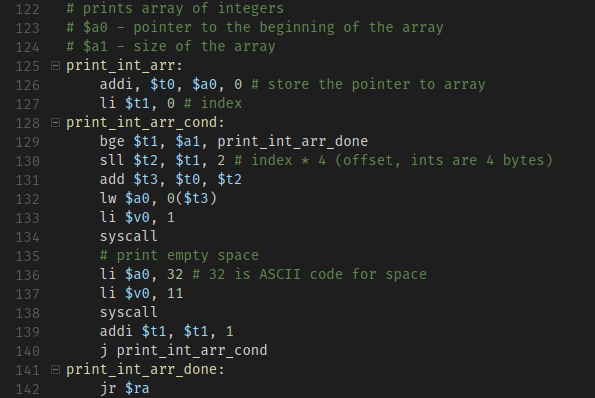 122 # prints array of integers
123 # $a0 - pointer to the beginning of the array
124 # $a1 - size of the array
125 print_int_arr:
126     addi, $t0, $a0, 0 # store the pointer to array
127     li $t1, 0 # index
128 print_int_arr_cond:
129     bge $t1, $a1, print_int_arr_done
130     sll $t2, $t1, 2 # index * 4 (offset, ints are 4 bytes)
131     add $t3, $t0, $t2
132     lw $a0, 0($t3)
133     li $v0, 1
134     syscall
135     # print empty space
136     li $a0, 32 # 32 is ASCII code for space
137     li $v0, 11
138     syscall
139     addi $t1, $t1, 1
140     j print_int_arr_cond
141 print_int_arr_done:
142     jr $ra